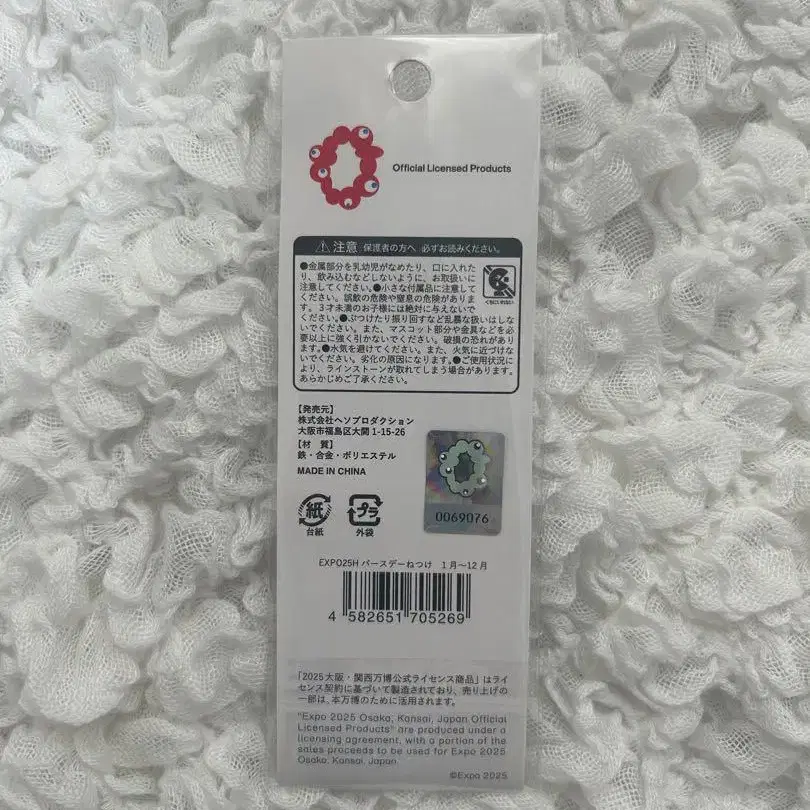 Official Licensed Products
注意 保護者の方へ 必ずお読みください。
●金属部分を乳幼児がなめたり、口に入れた
り、飲み込むなどしないように、お取扱いに
注意してください。●小さな付属品に注意して
ください。誤飲の危険や窒息の危険がありま
す。3才未満のお子様には絶対に与えないで
ください。●ぶつけたり振り回すなど乱暴な扱いはしな
いでください。また、マスコット部分や金具などを必
要以上に強く引かないでください。破損の恐れがあり
ます。●水気を避けてください。また、火気に近づけな
いでください。劣化の原因になります。●ご使用状況に
より、ラインストーンが取れてしまう場合があります。
あらかじめご了承ください。
【発売元】
株式会社ヘソプロダクション
大阪市福島区大開 1-15-26
【材 質】
鉄・合金・ポリエステル
MADE IN CHINA
紙
台紙
プラ
外袋
0069076
EXPO25H バースデーねつけ 1月〜12月
4 582651 705269
「2025大阪・関西万博公式ライセンス商品」はライ
センス契約に基づいて製造されており、売り上げの
一部は、本万博のために活用されます。
"Expo 2025 Osaka, Kansai, Japan Official
Licensed Products" are produced under a
licensing agreement, with a portion of the
sales proceeds to be used for Expo 2025
Osaka, Kansai, Japan.
©Expo 2025